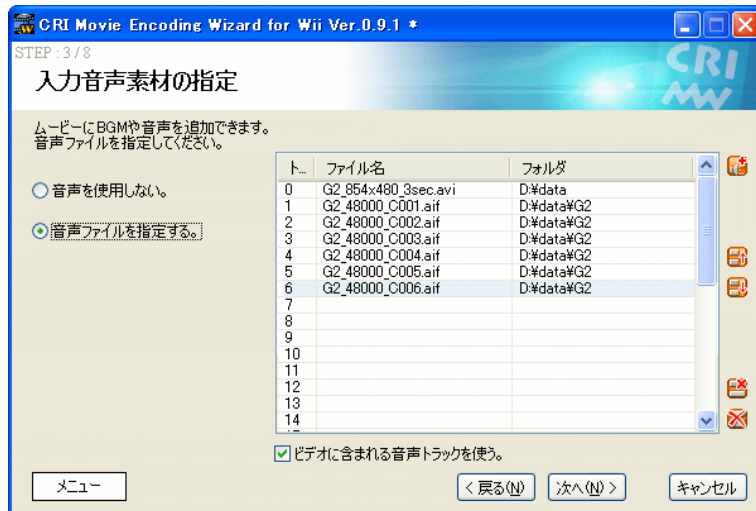 CRI Movie Encoding Wizard for Wii Ver.0.9.1 *
STEP:3/8
入力音声素材の指定
CRI
MW
ムービーにBGMや音声を追加できます。
音声ファイルを指定してください。
音声を使用しない。
音声ファイルを指定する。
ト... ファイル名 フォルダ
0 G2_854x480_3sec.avi D:¥data
1 G2_48000_C001.aif D:¥data¥G2
2 G2_48000_C002.aif D:¥data¥G2
3 G2_48000_C003.aif D:¥data¥G2
4 G2_48000_C004.aif D:¥data¥G2
5 G2_48000_C005.aif D:¥data¥G2
6 G2_48000_C006.aif D:¥data¥G2
7
8
9
10
11
12
13
14
ビデオに含まれる音声トラックを使う。
メニュー
< 戻る(N)
次へ(N) >
キャンセル